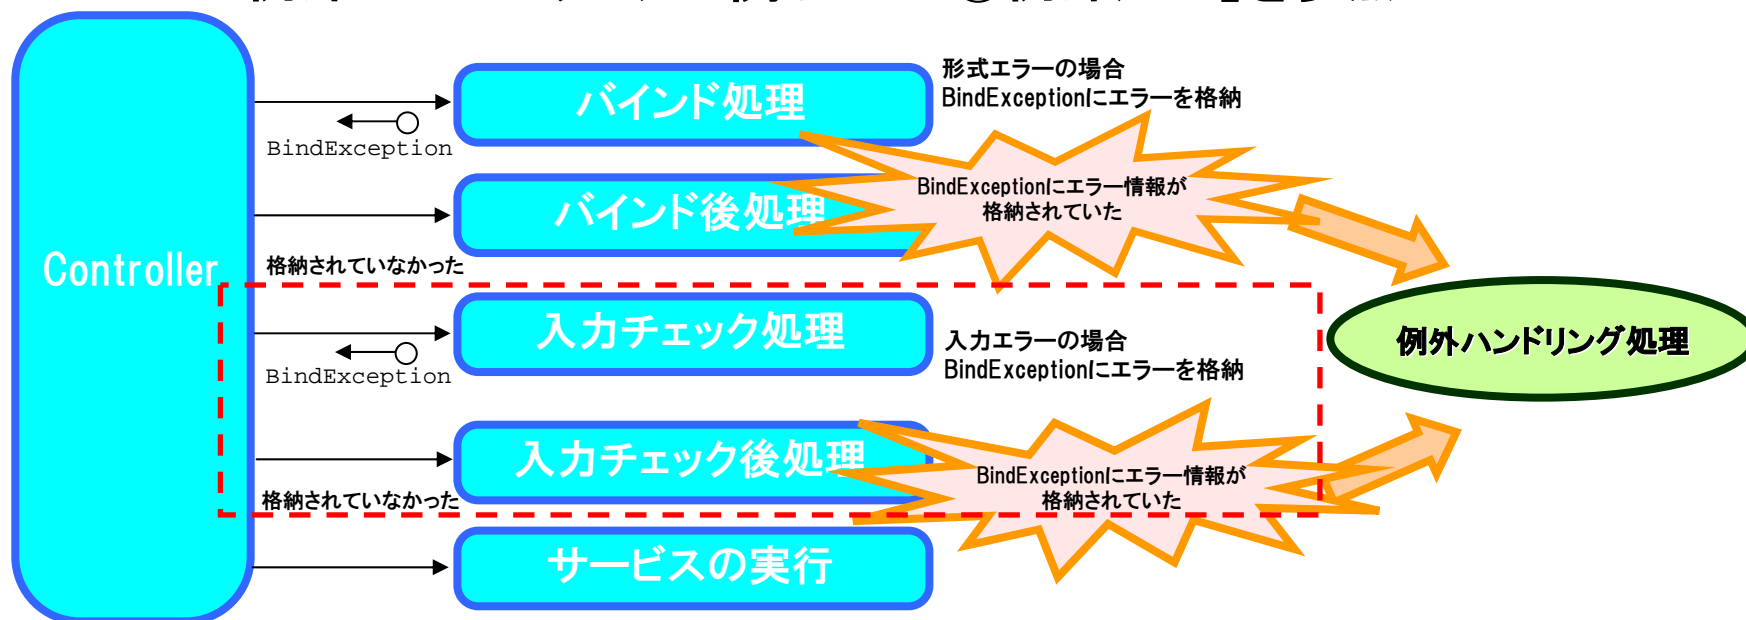 Controller
バインド処理
形式エラーの場合
BindExceptionにエラーを格納
BindException
バインド後処理
BindExceptionにエラー情報が
格納されていた
格納されていなかった
入力チェック処理
入力エラーの場合
BindExceptionにエラーを格納
BindException
例外ハンドリング処理
入力チェック後処理
BindExceptionにエラー情報が
格納されていた
格納されていなかった
サービスの実行